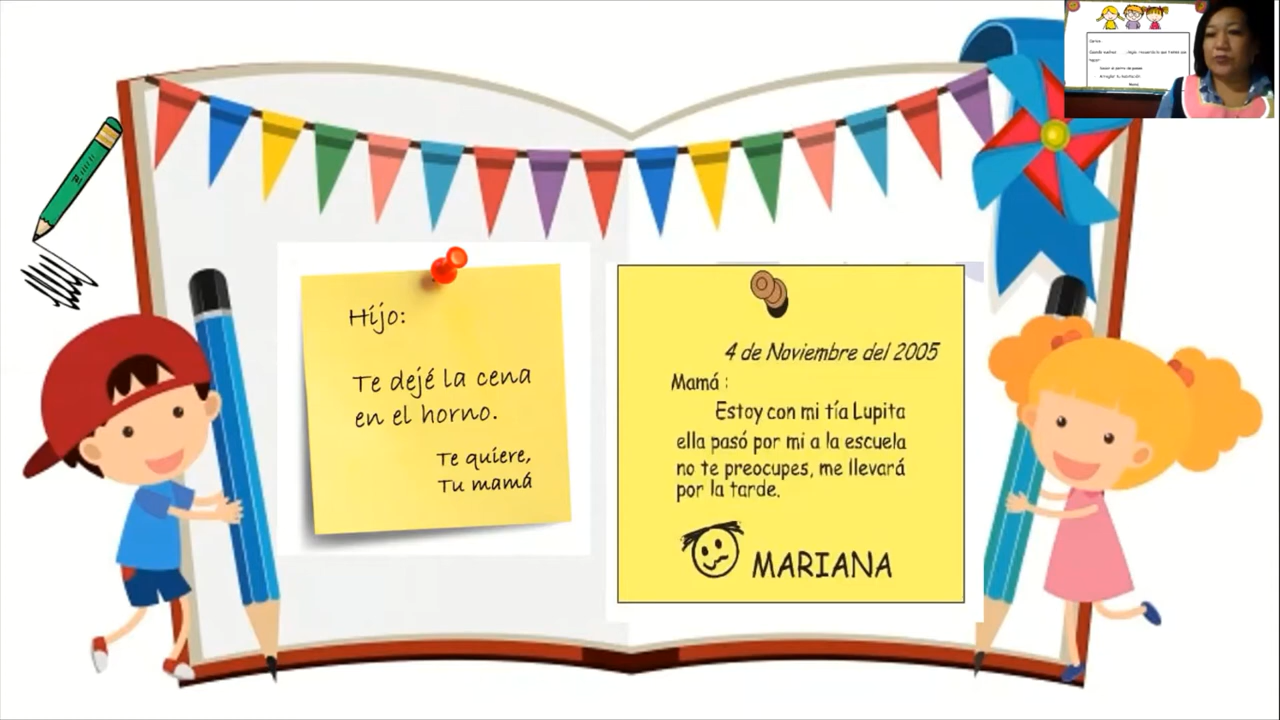 Hijo:
Te dejé la cena
en el horno.
Te quiere,
Tu mamá
4 de Noviembre del 2005
Mamá :
Estoy con mi tía Lupita
ella pasó por mi a la escuela
no te preocupes, me llevará
por la tarde.
MARIANA